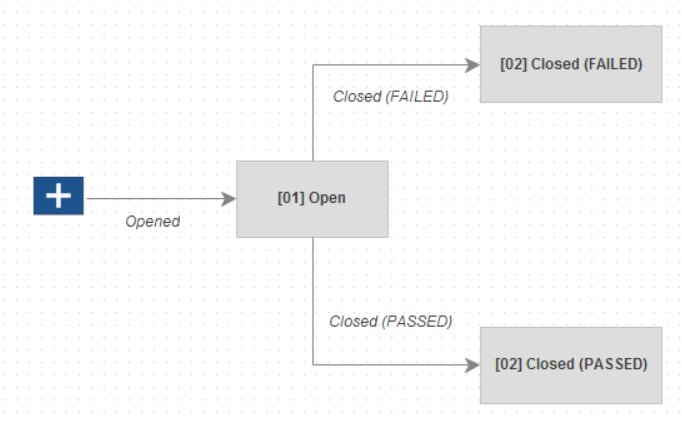 [02] Closed (FAILED)
Closed (FAILED)
[01] Open
Opened
Closed (PASSED)
[02] Closed (PASSED)